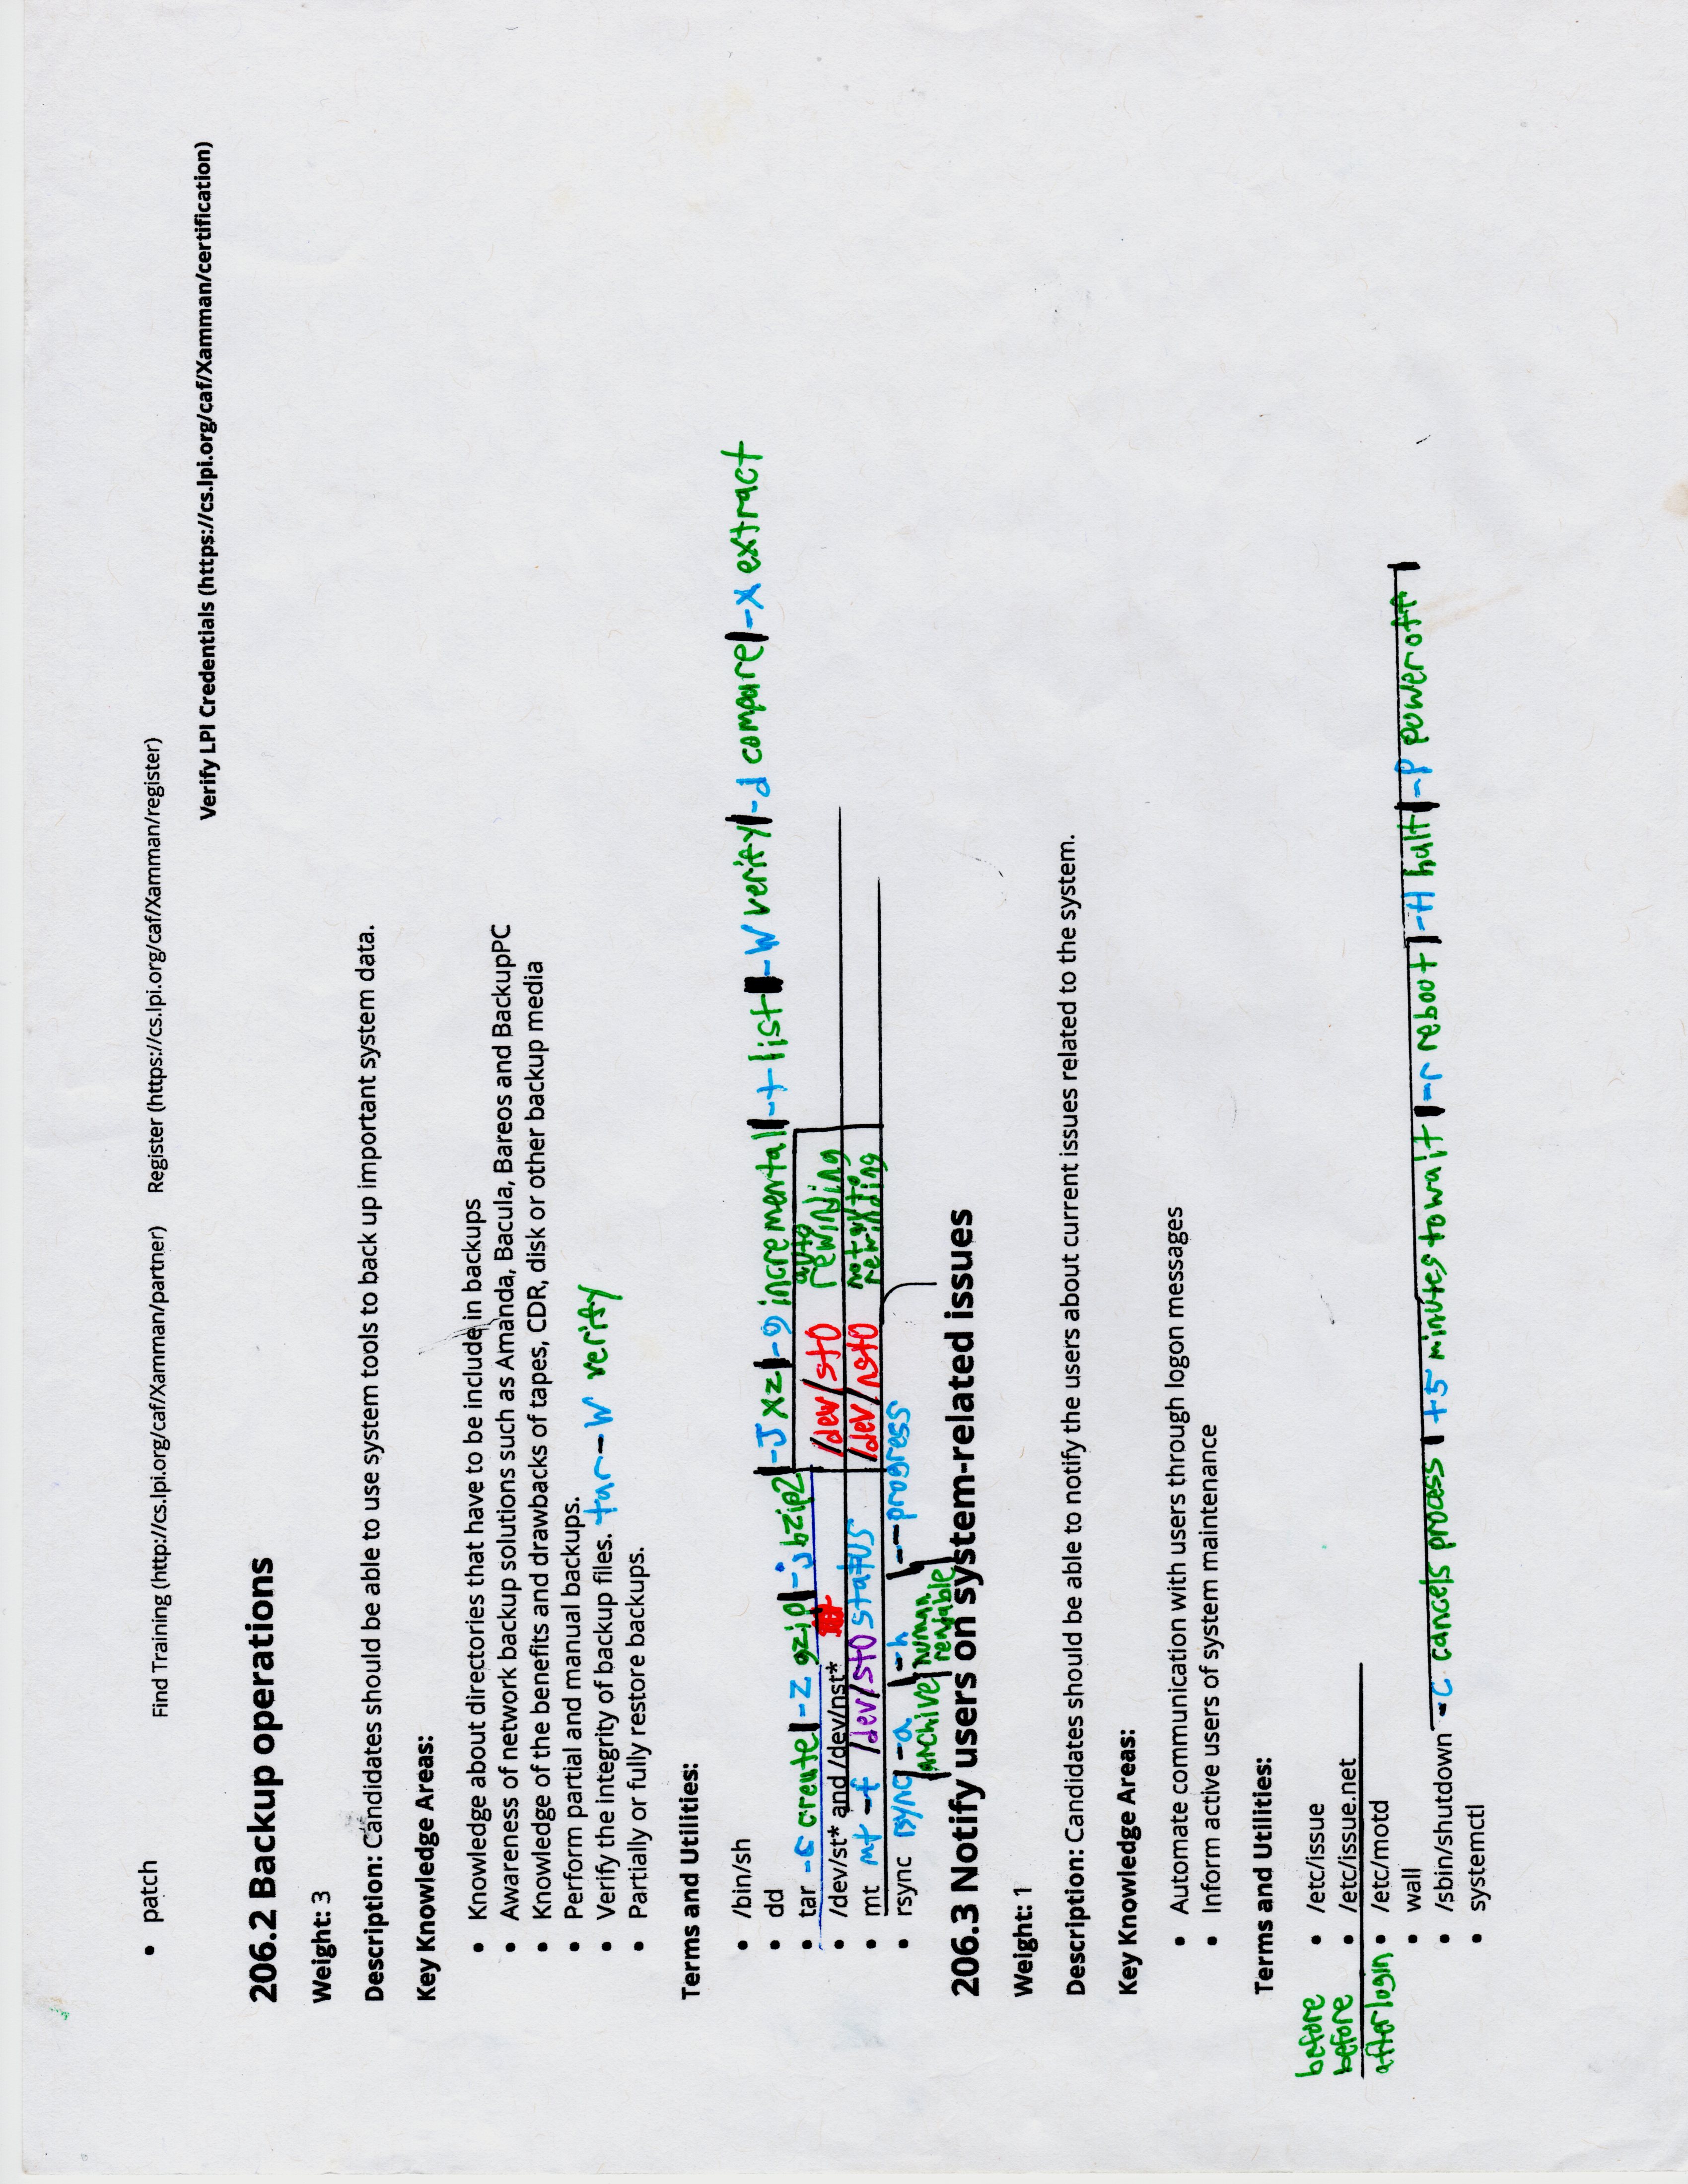 • patch
Find Training (http://cs.lpi.org/caf/Xamman/partner) Register (https://cs.lpi.org/caf/Xamman/register)
Verify LPI Credentials (https://cs.lpi.org/caf/Xamman/certification)
206.2 Backup operations
Weight: 3
Description: Candidates should be able to use system tools to back up important system data.
Key Knowledge Areas:
• Knowledge about directories that have to be include in backups
• Awareness of network backup solutions such as Amanda, Bacula, Bareos and BackupPC
• Knowledge of the benefits and drawbacks of tapes, CDR, disk or other backup media
• Perform partial and manual backups.
• Verify the integrity of backup files. tar -W verify
• Partially or fully restore backups.
Terms and Utilities:
• /bin/sh
• dd
• tar -c create | -z gzip | -j bzip2 | -J xz | -g incremental | -t list | -W verify | -d compare | -x extract
• /dev/st* and /dev/nst* /dev/st0 auto rewinding
• mt mt -f /dev/st0 status /dev/nst0 not auto rewinding
• rsync rsync -a archive | -h human readable | --progress
206.3 Notify users on system-related issues
Weight: 1
Description: Candidates should be able to notify the users about current issues related to the system.
Key Knowledge Areas:
• Automate communication with users through logon messages
• Inform active users of system maintenance
Terms and Utilities:
before • /etc/issue
before • /etc/issue.net
after login • /etc/motd
• wall
• /sbin/shutdown -c cancels process | +5 minutes to wait | -r reboot | -H halt | -P poweroff |
• systemctl